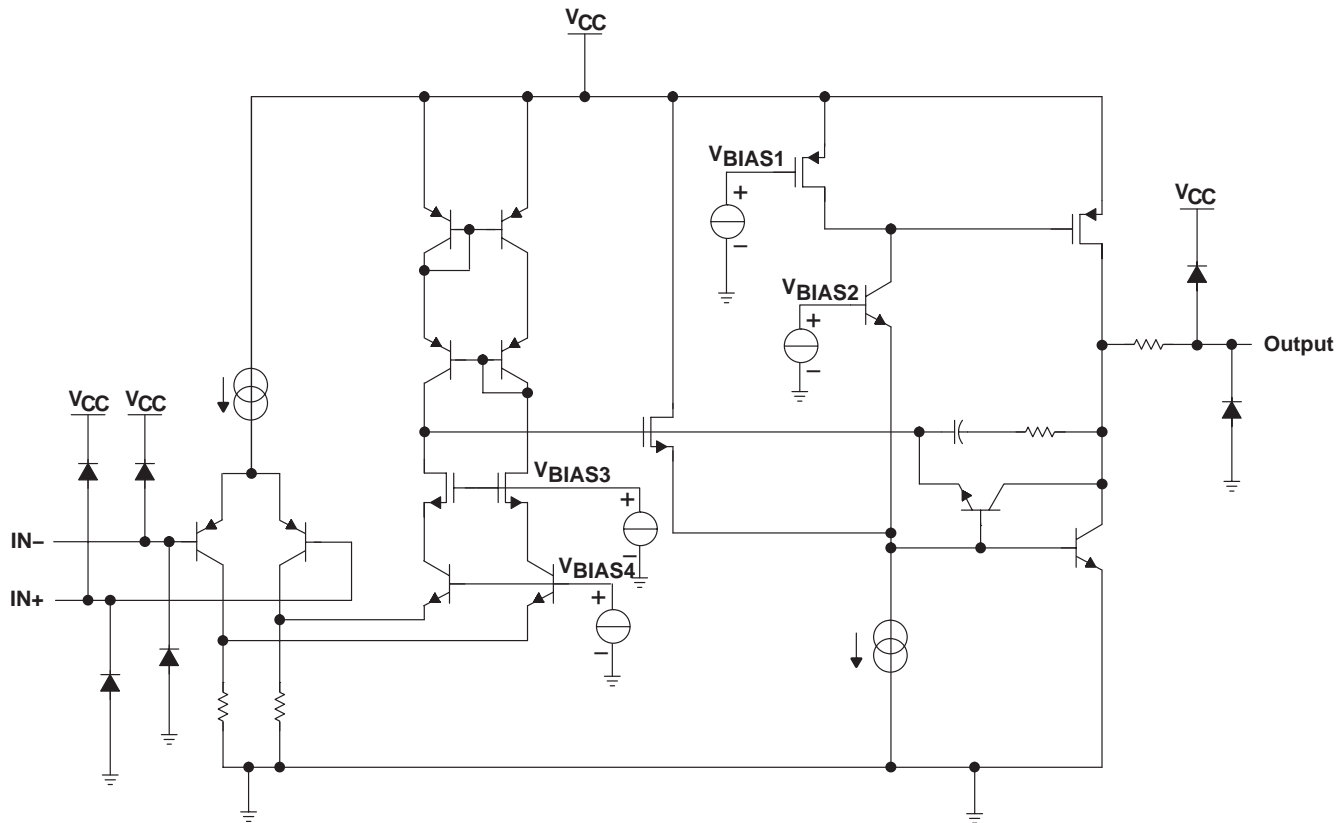 VCC
VBIAS1
+
−
VCC
VBIAS2
+
−
Output
VCC
VCC
VBIAS3
+
−
IN−
VBIAS4
+
−
IN+